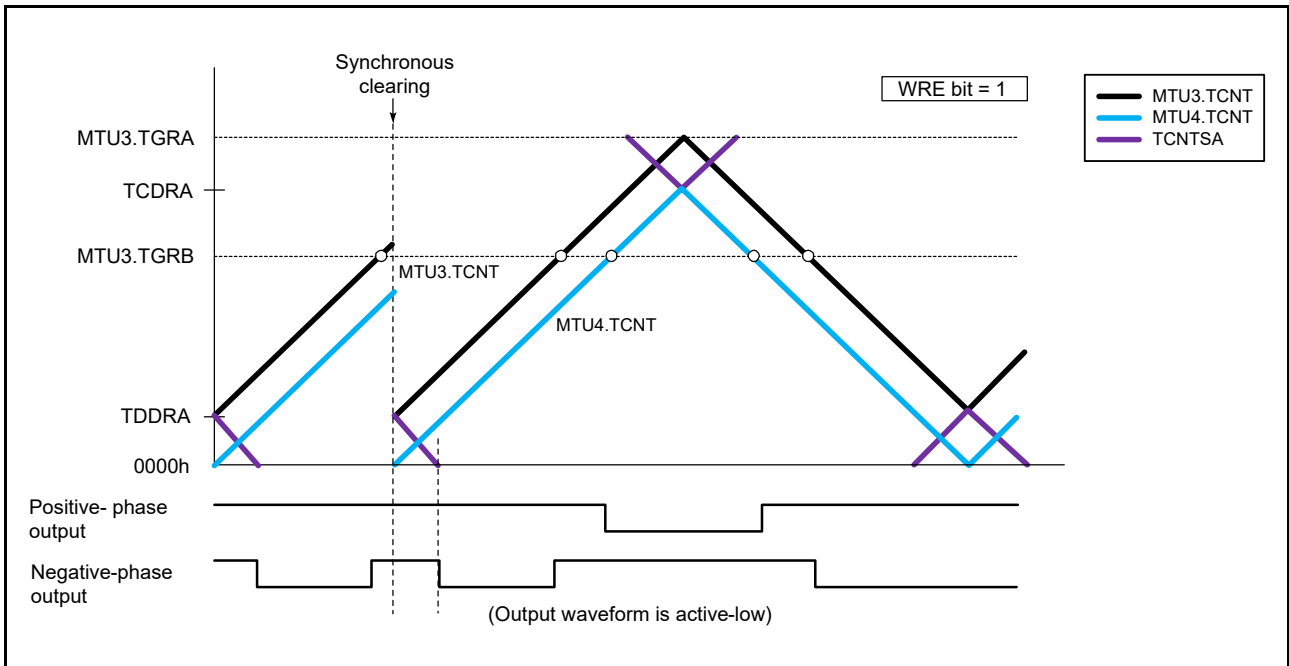 Synchronous
clearing
WRE bit = 1
MTU3.TCNT
MTU4.TCNT
TCNTSA
MTU3.TGRA
TCDRA
MTU3.TGRB
MTU3.TCNT
MTU4.TCNT
TDDRA
0000h
Positive- phase
output
Negative-phase
output
(Output waveform is active-low)